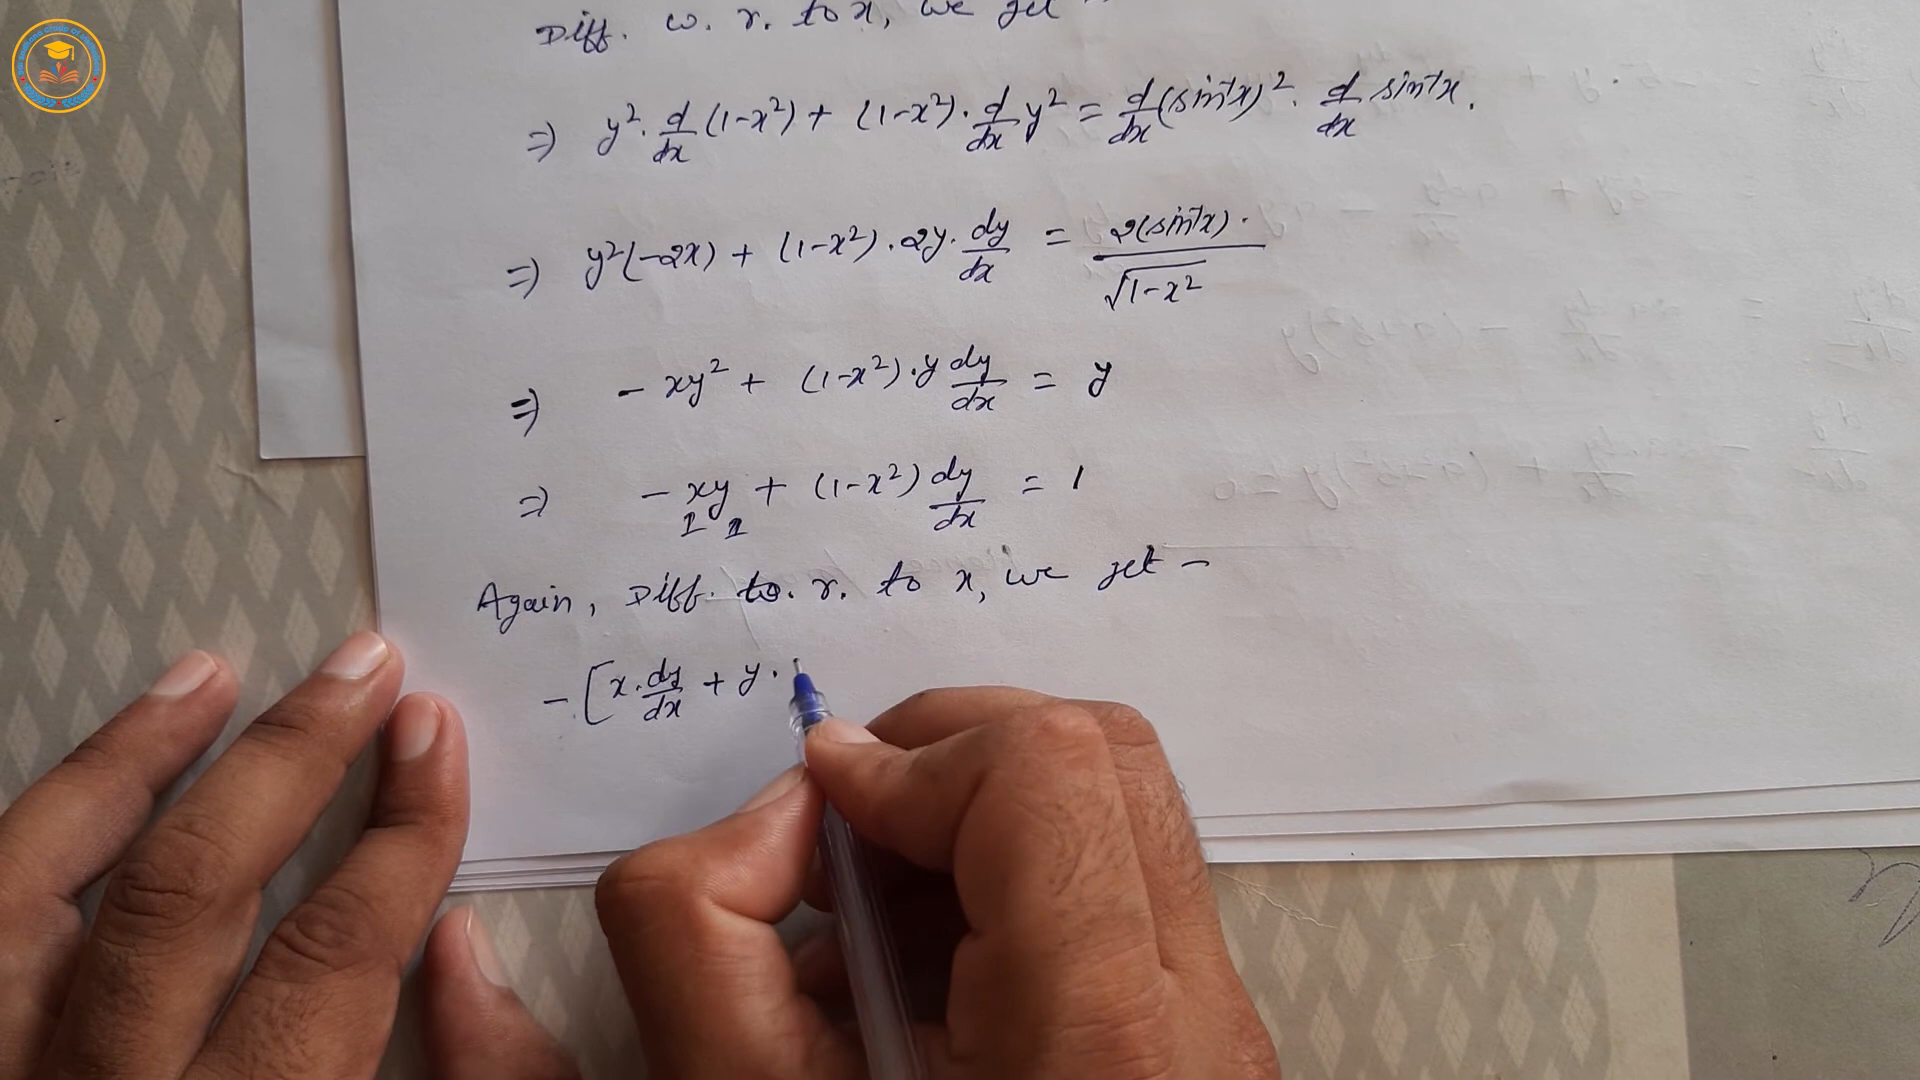 Diff. w. r. to x, we get -
⇒ y². d/dx (1-x²) + (1-x²). d/dx y² = d/dx (sin⁻¹x)². d/dx sin⁻¹x.
⇒ y²(-2x) + (1-x²). 2y. dy/dx = 2(sin⁻¹x). / √1-x²
⇒ - xy² + (1-x²). y dy/dx = y
⇒ - xy + (1-x²) dy/dx = 1
I II
Again, Diff. w. r. to x, we get -
- [x. dy/dx + y.